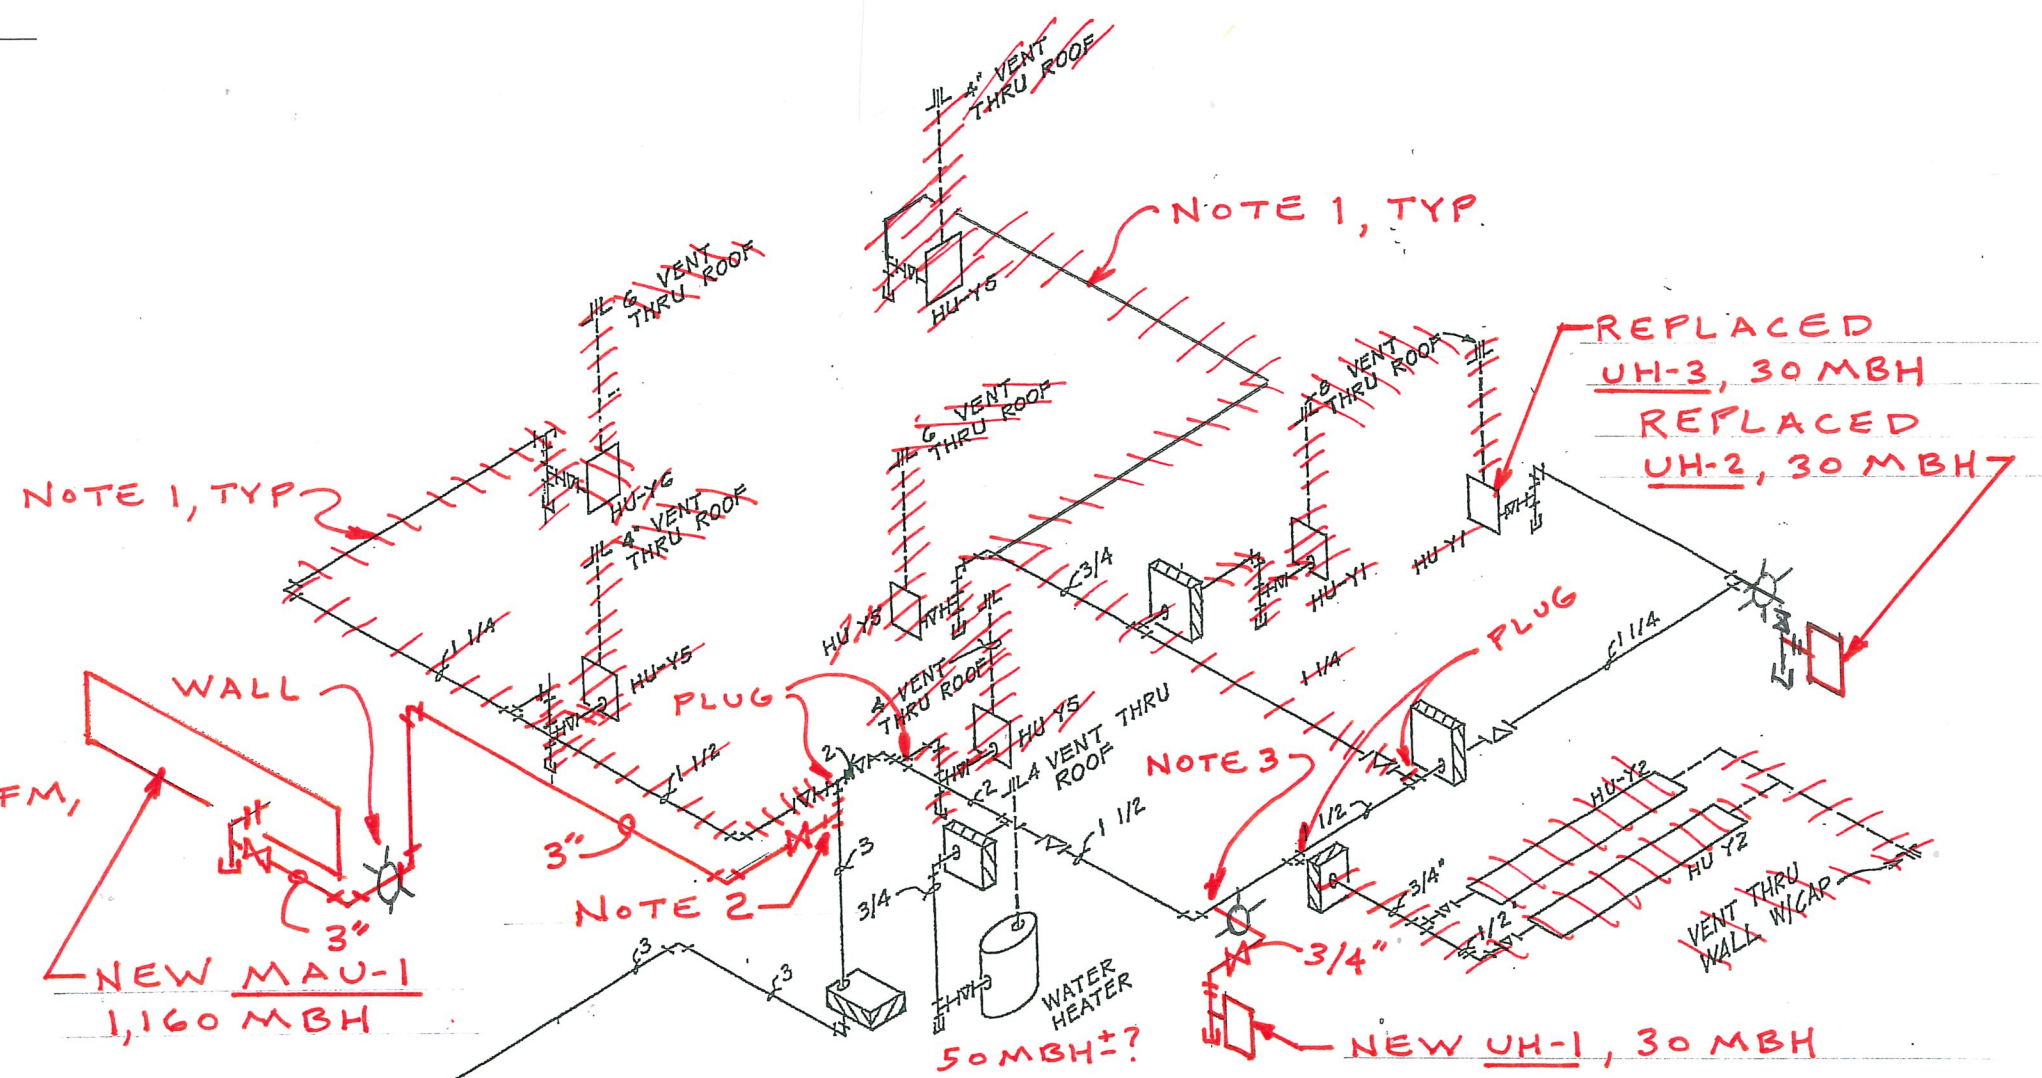 4" VENT
THRU ROOF
NOTE 1, TYP.
HU-Y5
6 VENT
THRU ROOF
8 VENT
THRU ROOF
REPLACED
UH-3, 30 MBH
REPLACED
UH-2, 30 MBH
6 VENT
THRU ROOF
NOTE 1, TYP
HU-Y6
4" VENT
THRU ROOF
HU Y1
HU-Y1
3/4
PLUG
1 1/4
1 1/4
HU Y5
HU-Y5
1 1/4
WALL
PLUG
4 VENT
THRU ROOF
HU Y5
4 VENT THRU
ROOF
NOTE 3
1 1/2
2
2
1 1/2
1/2
HU-Y2
HU Y2
FM,
3"
3
3/4
3/4"
1/2
VENT THRU
WALL W/CAP
NOTE 2
3"
3
3
3/4"
NEW MAU-1
1,160 MBH
WATER
HEATER
50 MBH±?
NEW UH-1, 30 MBH